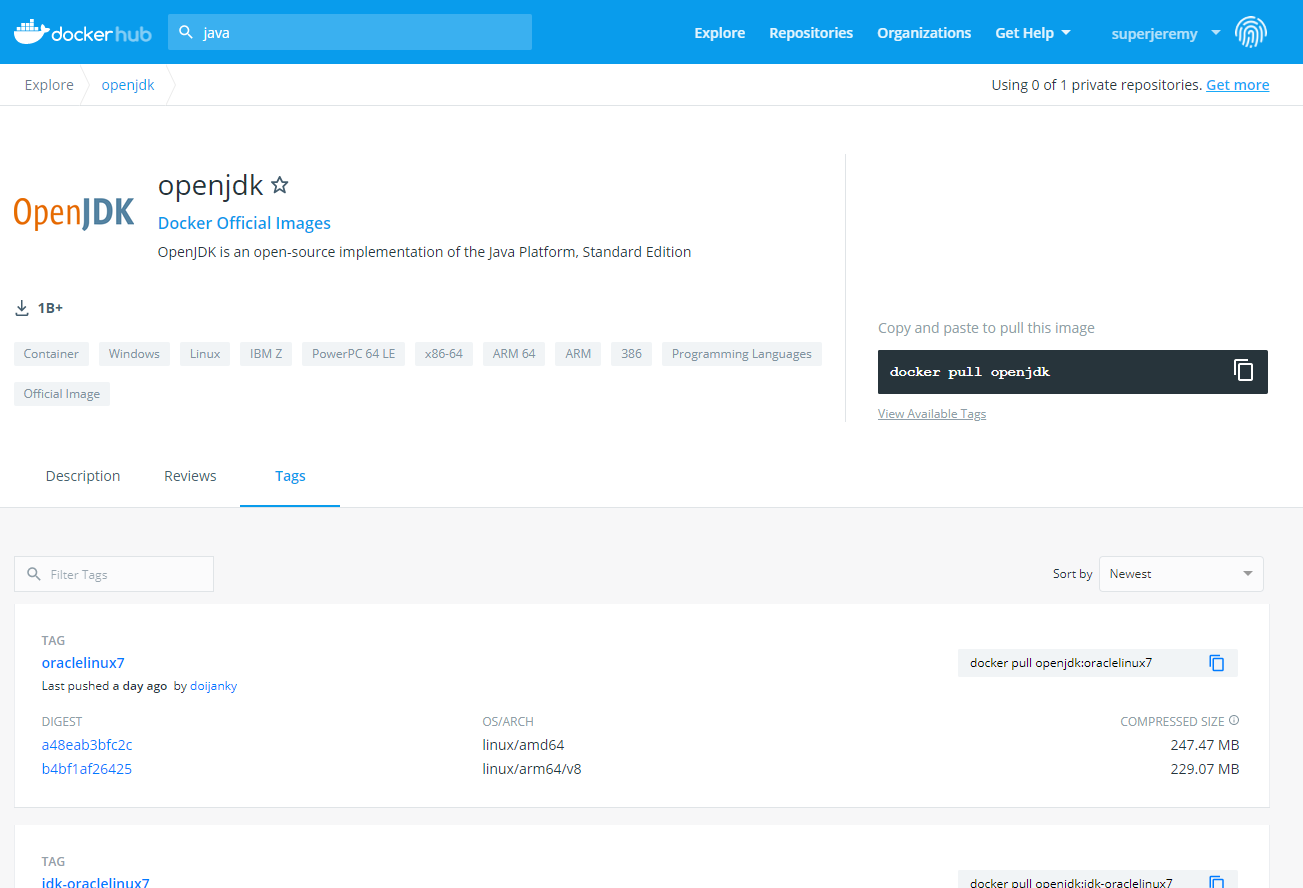 dockerhub
java
Explore Repositories Organizations Get Help superjeremy
Explore openjdk Using 0 of 1 private repositories. Get more
OpenJDK
openjdk
Docker Official Images
OpenJDK is an open-source implementation of the Java Platform, Standard Edition
1B+
Container Windows Linux IBM Z PowerPC 64 LE x86-64 ARM 64 ARM 386 Programming Languages
Official Image
Copy and paste to pull this image
docker pull openjdk
View Available Tags
Description Reviews Tags
Filter Tags Sort by Newest
TAG
oraclelinux7 docker pull openjdk:oraclelinux7
Last pushed a day ago by doijanky
DIGEST OS/ARCH COMPRESSED SIZE
a48eab3bfc2c linux/amd64 247.47 MB
b4bf1af26425 linux/arm64/v8 229.07 MB
TAG
jdk-oraclelinux7 docker pull openjdk:jdk-oraclelinux7